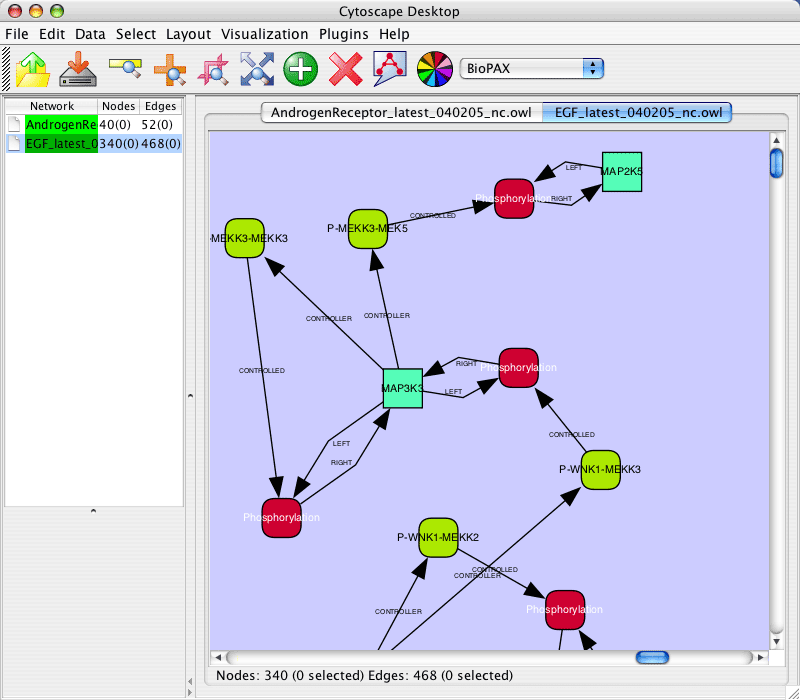 Cytoscape Desktop
File Edit Data Select Layout Visualization Plugins Help
BioPAX
Network Nodes Edges
AndrogenRe 40(0) 52(0)
EGF_latest_0 340(0) 468(0)
AndrogenReceptor_latest_040205_nc.owl EGF_latest_040205_nc.owl
LEFT
MAP2K5
Phosphorylation
RIGHT
CONTROLLED
P-MEKK3-MEK5
-MEKK3-MEKK3
CONTROLLER
CONTROLLER
RIGHT
Phosphorylation
CONTROLLED
MAP3K3
LEFT
CONTROLLED
LEFT
RIGHT
P-WNK1-MEKK3
Phosphorylation
P-WNK1-MEKK2
CONTROLLED
CONTROLLER
CONTROLLER
Phosphorylation
Nodes: 340 (0 selected) Edges: 468 (0 selected)